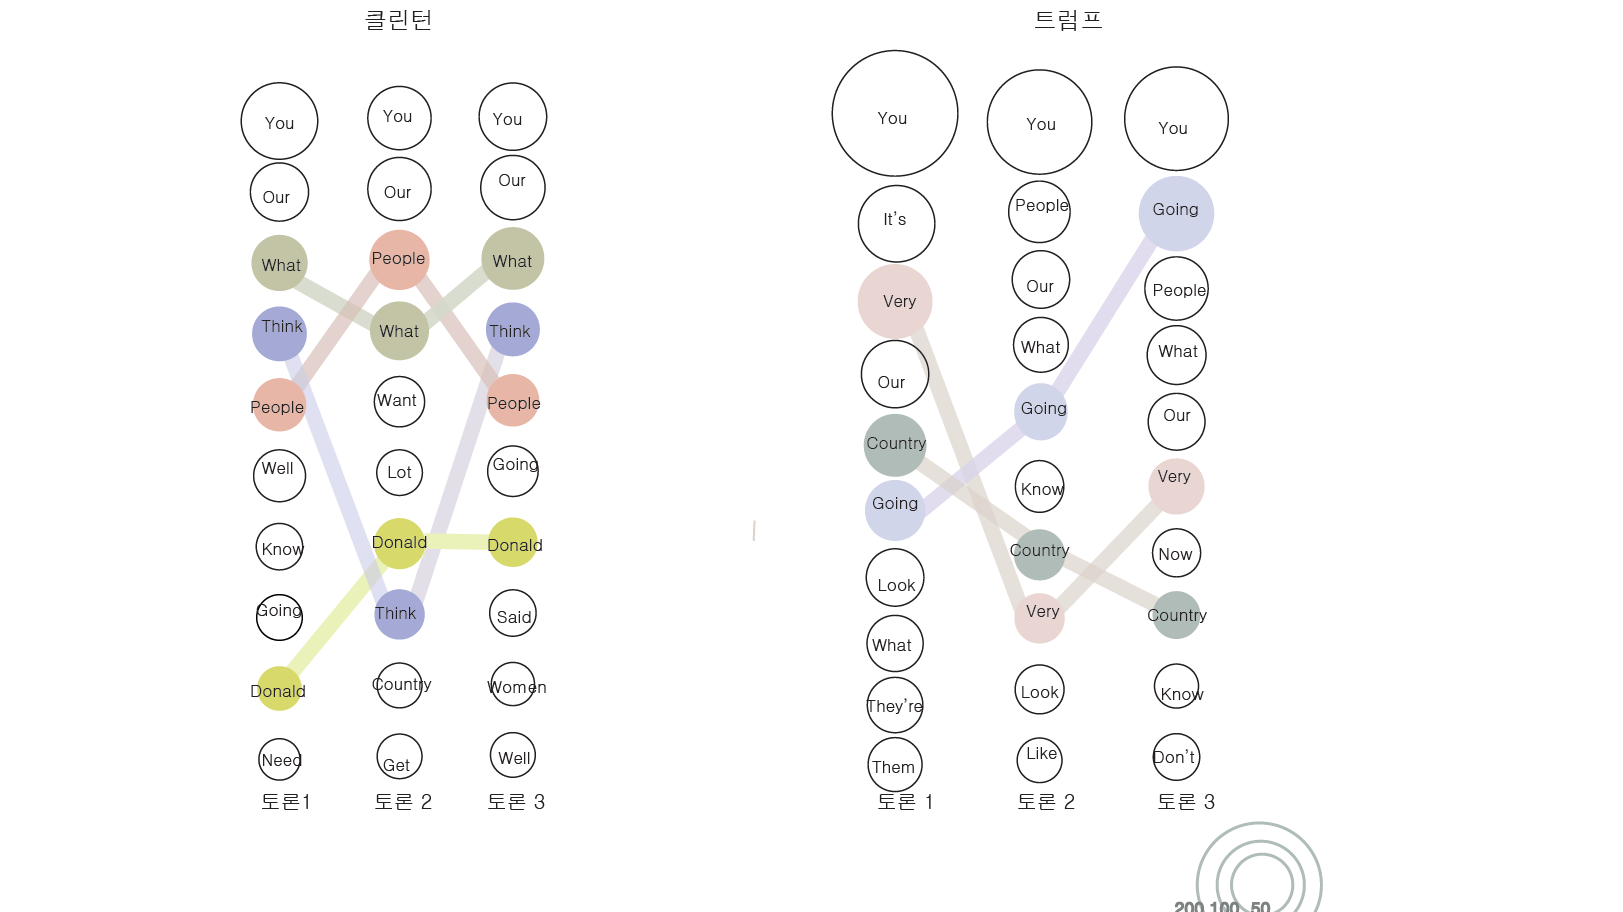 클린턴
트럼프
You
Our
What
Think
People
Well
Know
Going
Donald
Need
토론1
You
Our
People
What
Want
Lot
Donald
Think
Country
Get
토론 2
You
Our
What
Think
People
Going
Donald
Said
Women
Well
토론 3
You
It's
Very
Our
Country
Going
Look
What
They're
Them
토론 1
You
People
Our
What
Going
Know
Country
Very
Look
Like
토론 2
You
Going
People
What
Our
Very
Now
Country
Know
Don't
토론 3
200 100 50